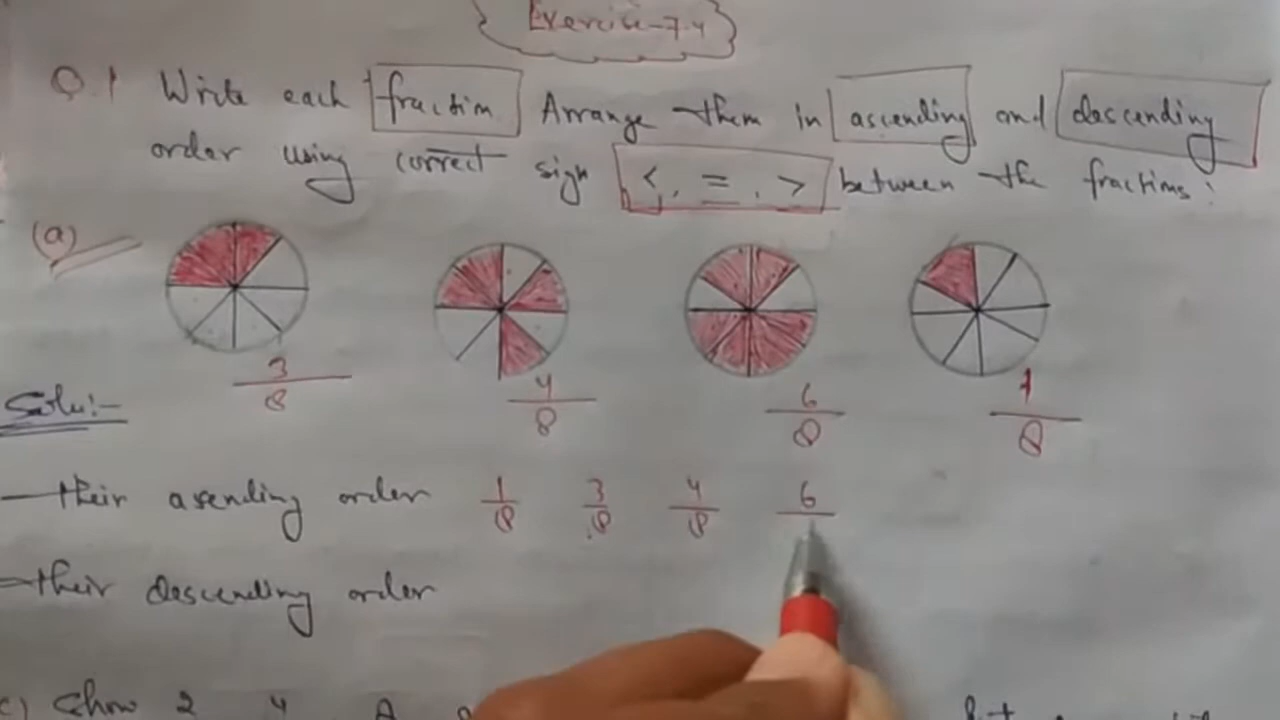 Exercise-7.4
Q.1 Write each fraction Arrange them in ascending and descending
order using correct sign <, =, > between the fractions:
(a)
3/8 4/8 6/8 1/8
Solu:-
their asending order 1/8 3/8 4/8 6/
their descending order
c) Show 2 4